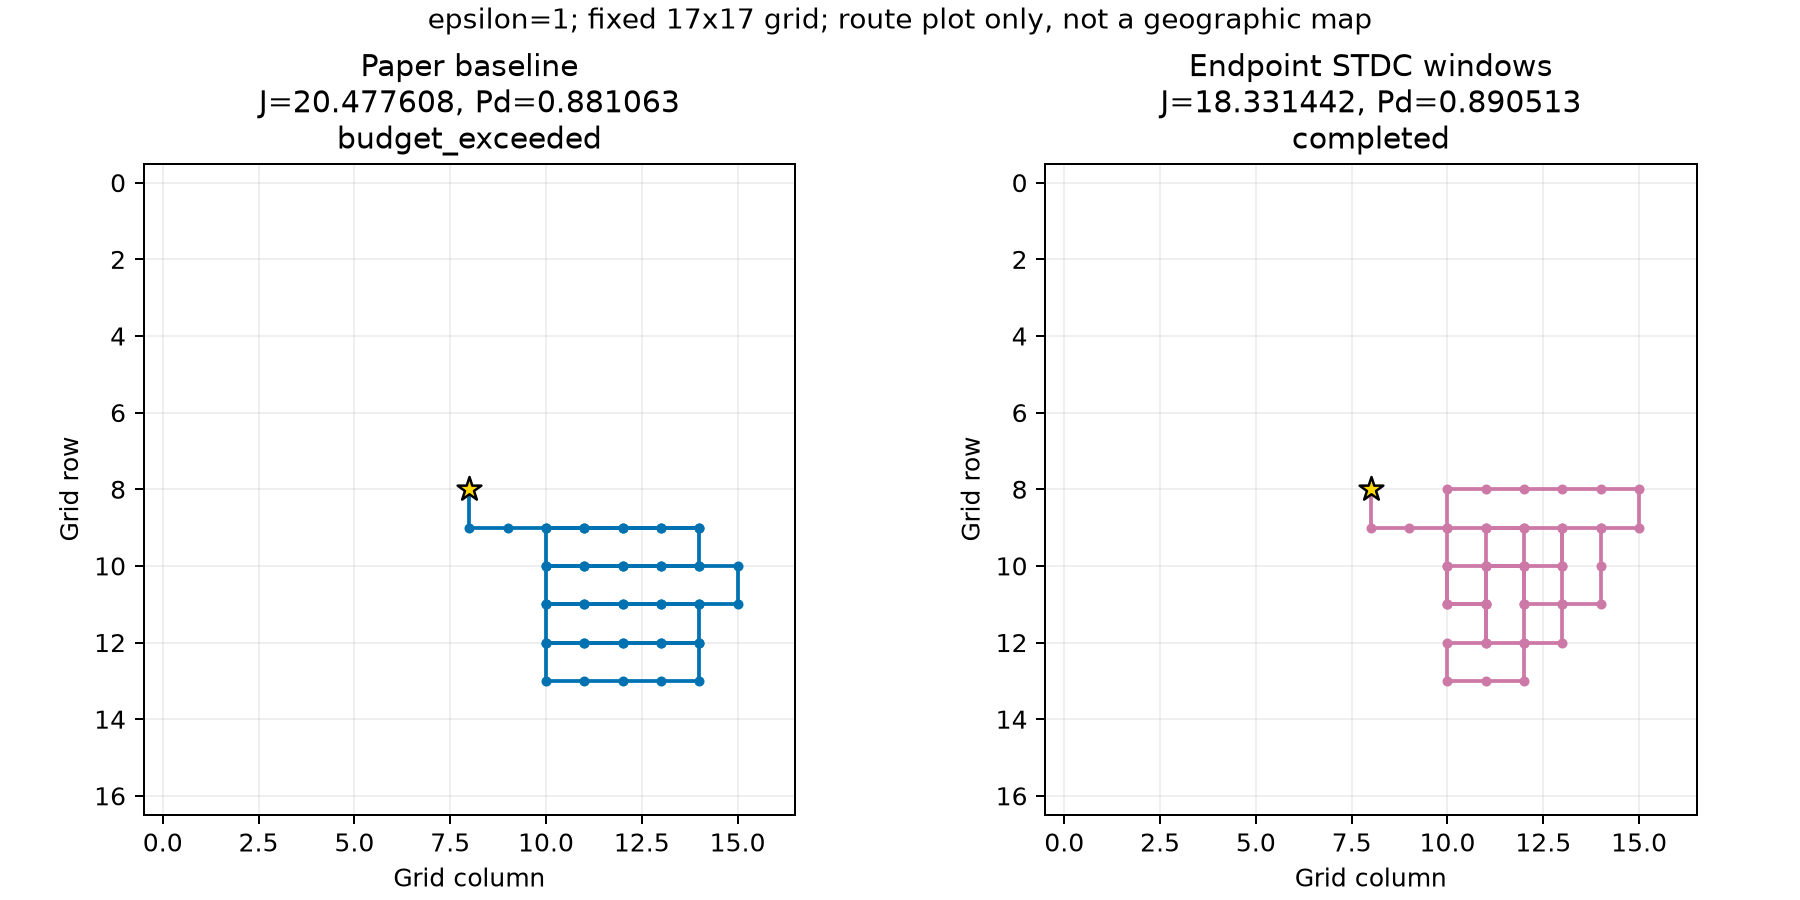 epsilon=1; fixed 17x17 grid; route plot only, not a geographic map
Paper baseline
J=20.477608, Pd=0.881063
budget_exceeded
0
2
4
6
8
10
12
14
16
Grid row
0.0 2.5 5.0 7.5 10.0 12.5 15.0
Grid column
Endpoint STDC windows
J=18.331442, Pd=0.890513
completed
0
2
4
6
8
10
12
14
16
Grid row
0.0 2.5 5.0 7.5 10.0 12.5 15.0
Grid column